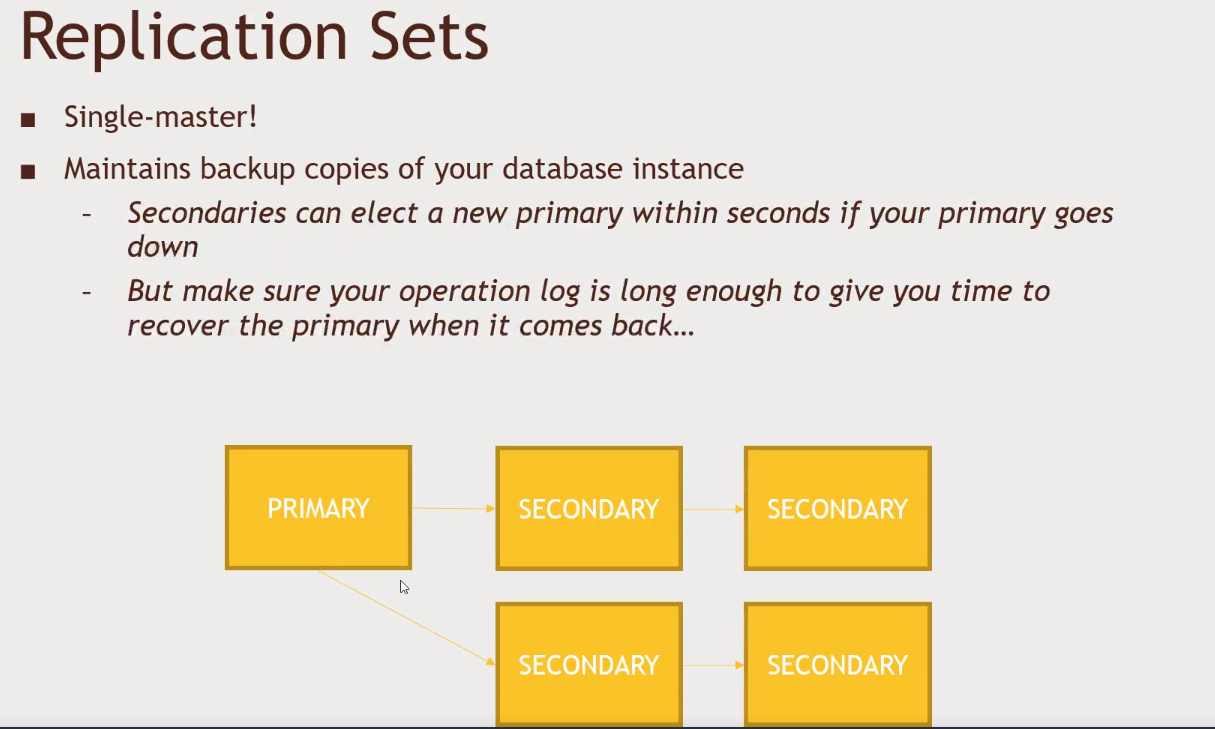 Replication Sets
■ Single-master!
■ Maintains backup copies of your database instance
- Secondaries can elect a new primary within seconds if your primary goes
down
- But make sure your operation log is long enough to give you time to
recover the primary when it comes back…
PRIMARY
SECONDARY
SECONDARY
SECONDARY
SECONDARY